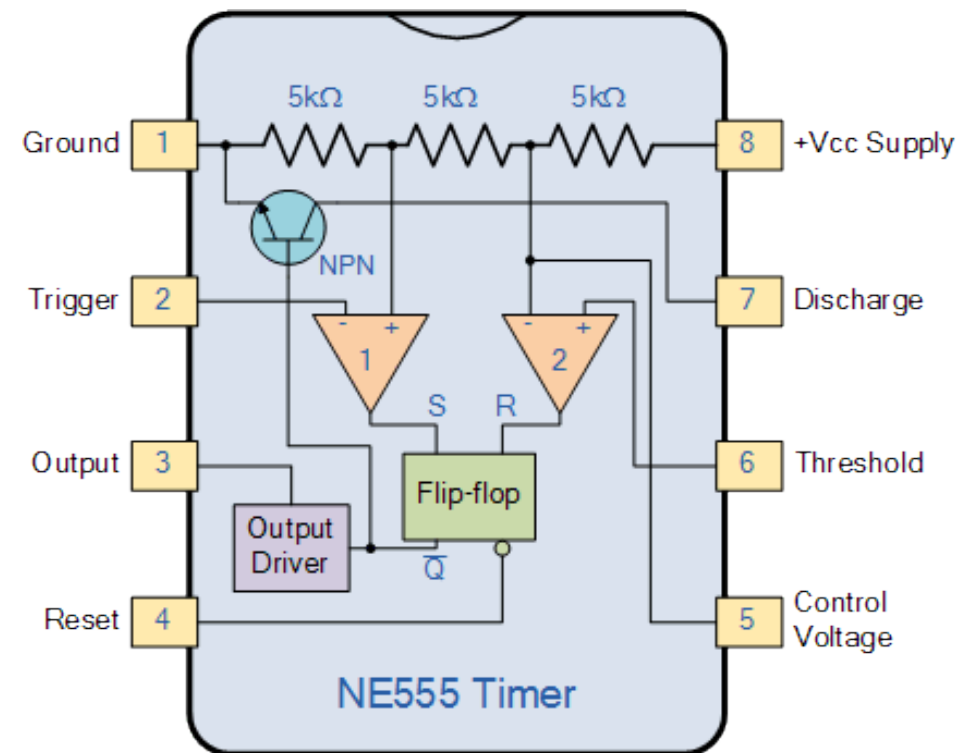 5kΩ 5kΩ 5kΩ
Ground 1
8 +Vcc Supply
NPN
Trigger 2
7 Discharge
- +
- +
1
2
S R
Output 3
6 Threshold
Flip-flop
Output
Driver
Q̅
Reset 4
5 Control
Voltage
NE555 Timer